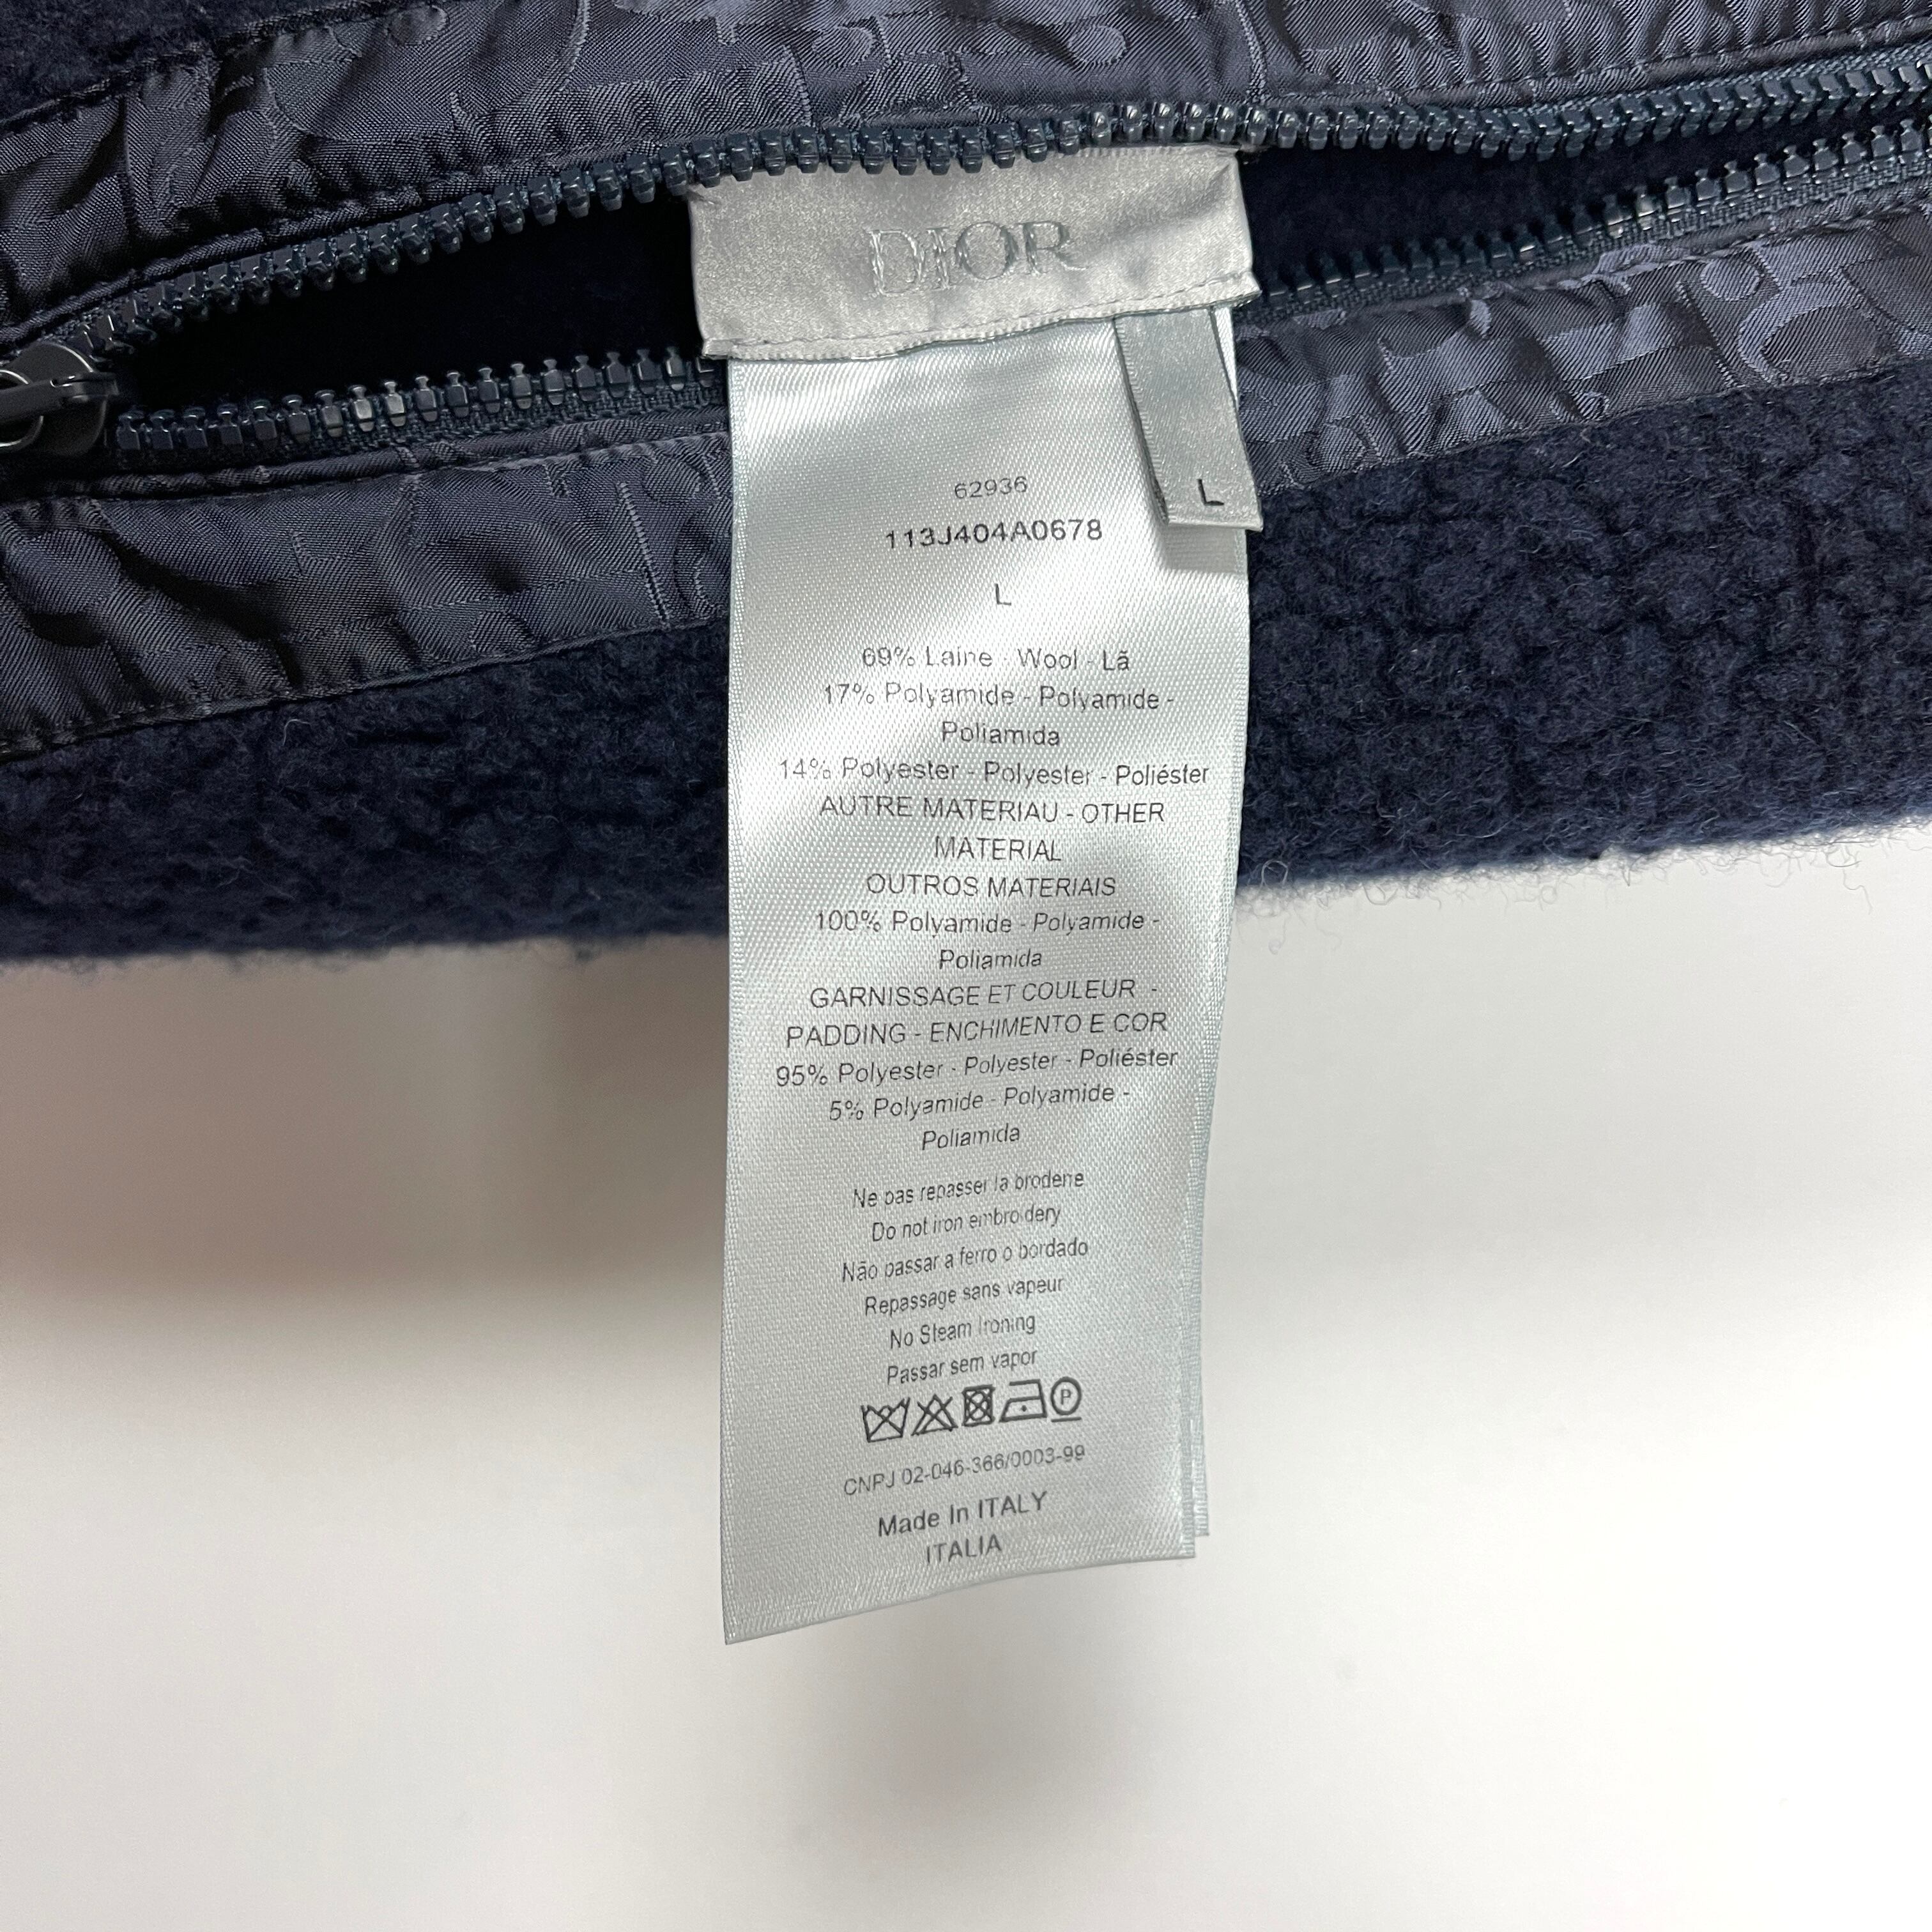 DIOR
L
62936
113J404A0678
L
69% Laine - Wool - Lã
17% Polyamide - Polyamide -
Poliamida
14% Polyester - Polyester - Poliéster
AUTRE MATERIAU - OTHER
MATERIAL
OUTROS MATERIAIS
100% Polyamide - Polyamide -
Poliamida
GARNISSAGE ET COULEUR -
PADDING - ENCHIMENTO E COR
95% Polyester - Polyester - Poliéster
5% Polyamide - Polyamide -
Poliamida
Ne pas repasser la broderie
Do not iron embroidery
Não passar a ferro o bordado
Repassage sans vapeur
No Steam Ironing
Passar sem vapor
P
CNPJ 02-046-366/0003-99
Made In ITALY
ITALIA